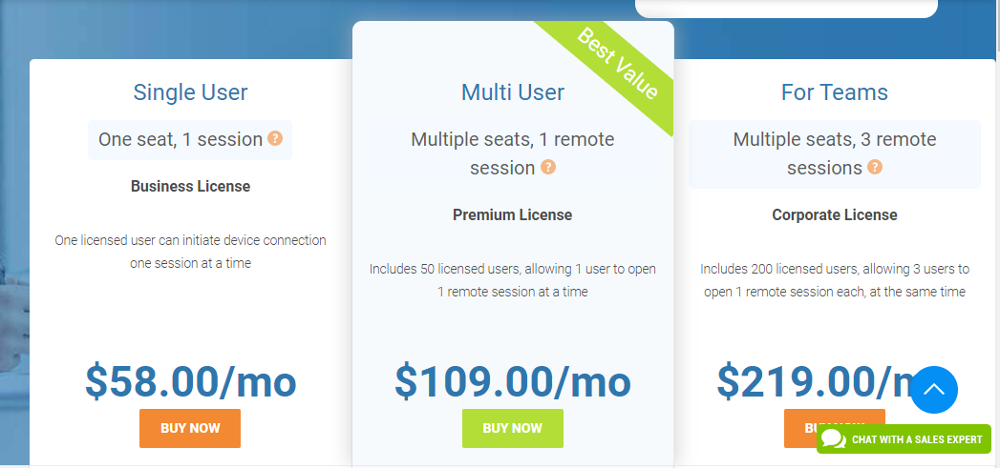 Best Value
Single User
One seat, 1 session ?
Business License
One licensed user can initiate device connection
one session at a time
$58.00/mo
BUY NOW
Multi User
Multiple seats, 1 remote
session ?
Premium License
Includes 50 licensed users, allowing 1 user to open
1 remote session at a time
$109.00/mo
BUY NOW
For Teams
Multiple seats, 3 remote
sessions ?
Corporate License
Includes 200 licensed users, allowing 3 users to
open 1 remote session each, at the same time
$219.00/m
CHAT WITH A SALES EXPERT